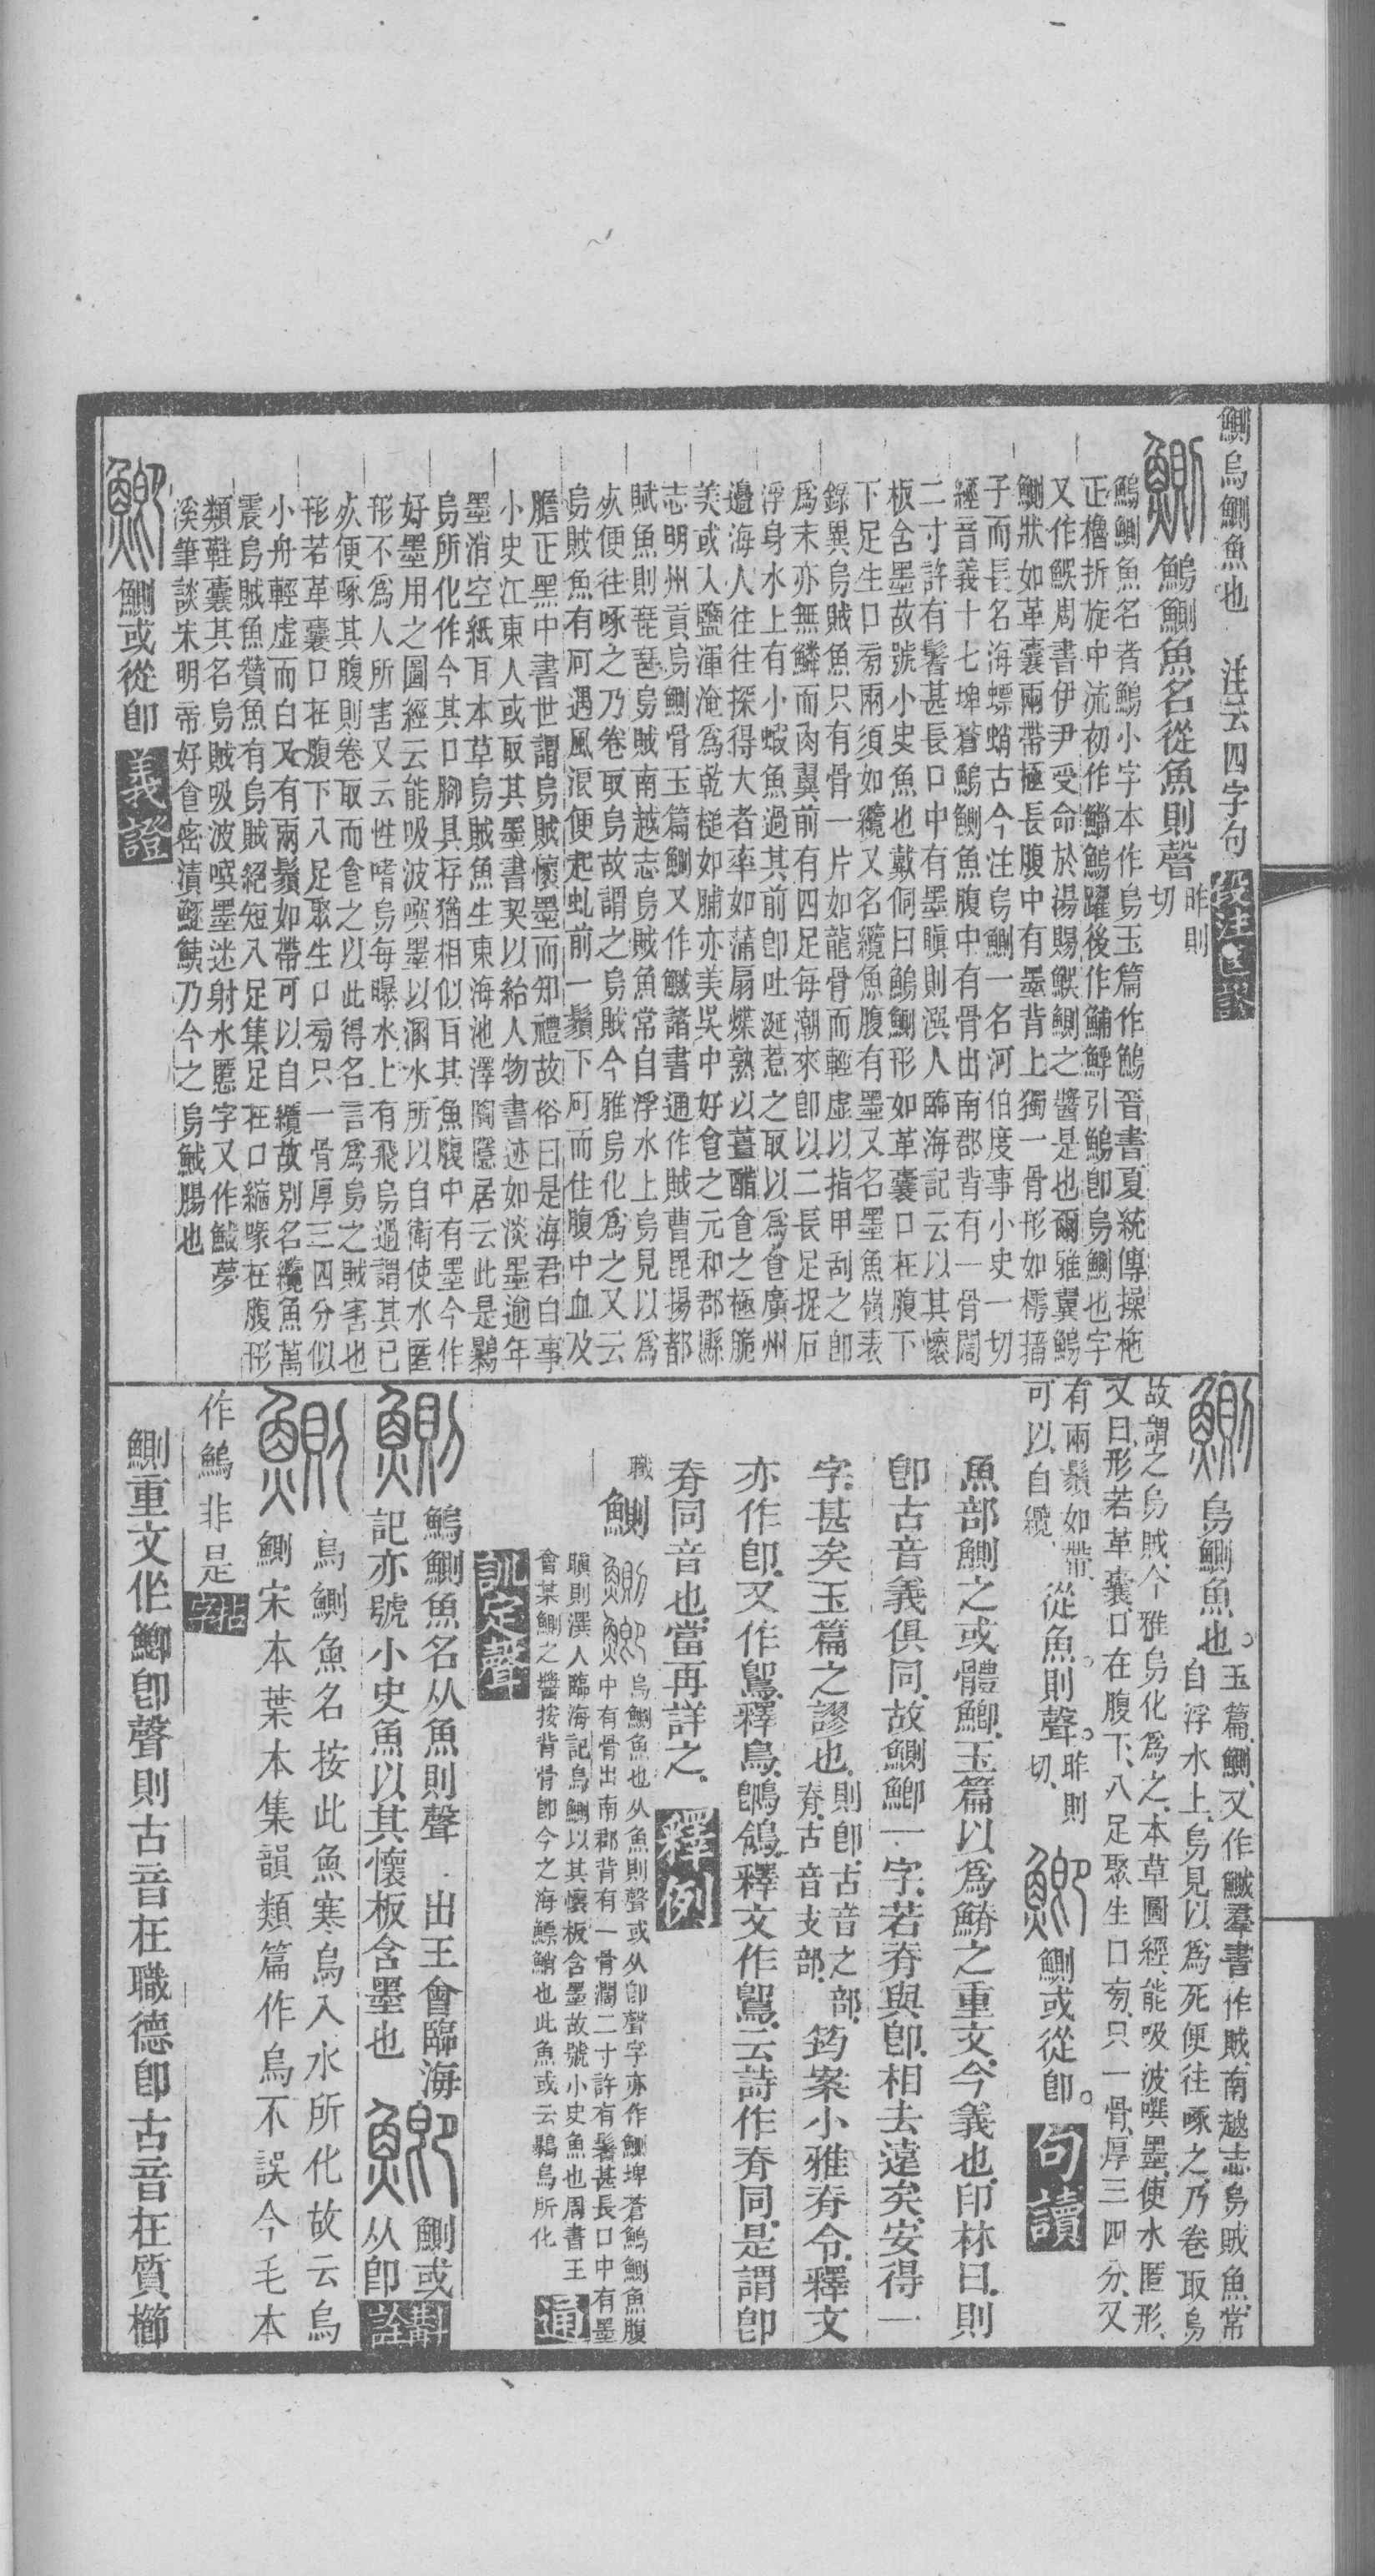 鰂烏鰂魚也 注云四字句 段注匡謬
鰂 鷠鰂魚名從魚則聲 昨則切
鰞鰂魚名者鰞小字本作烏玉篇作鰞晉書夏統傳操柂
正櫓折旋中流初作鯔鰞躍後作鯆䱐引鰞卽烏鰂也字
又作鯸周書伊尹受命於湯賜鯸鰂之醬是也爾雅翼鰞
鰂狀如革囊兩帶極長腹中有墨背上獨一骨形如樗蒱
子而長名海螵蛸古今注烏鰂一名河伯度事小史一切
經音義十七埤蒼鰞鰂魚腹中有骨出南郡背有一骨闊
二寸許有鬐甚長口中有墨瞋則潠人臨海記云以其懷
板含墨故號小史魚也戴侗曰鰞鰂形如革囊口在腹下
下足生口旁兩須如纜又名纜魚腹有墨又名墨魚嶺表
錄異烏賊魚只有骨一片如龍骨而輕虛以指甲刮之卽
爲末亦無鱗而肉翼前有四足每潮來卽以二長足捉石
浮身水上有小蝦魚過其前卽吐涎惹之取以爲食廣州
邊海人往往探得大者率如蒲扇煠熟以薑醋食之極脆
美或入鹽渾淹爲乾槌如脯亦美吳中好食之元和郡縣
志明州貢烏鰂骨玉篇鰂又作鱡諸書通作賊曹毘揚都
賦魚則琵琶烏賊南越志烏賊魚常自浮水上烏見以爲
死便往啄之乃卷取烏故謂之烏賊今雅烏化爲之又云
烏賊魚有矴遇風浪便起虬前一鬚下矴而住腹中血及
膽正黑中書世謂烏賊懷墨而知禮故俗曰是海君白事
小史江東人或取其墨書契以紿人物書迹如淡墨逾年
墨消空紙耳本草烏賊魚生東海池澤陶隱居云此是鸔
烏所化作今其口腳具存猶相似百其魚腹中有墨今作
好墨用之圖經云能吸波噀墨以溷水所以自衛使水匿
形不爲人所害又云性嗜烏每曝水上有飛烏過謂其已
死便啄其腹則卷取而食之以此得名言爲烏之賊害也
形若革囊口在腹下八足聚生口旁只一骨厚三四分似
小舟輕虛而白又有兩鬚如帶可以自纜故別名纜魚萬
震烏賊魚贊魚有烏賊絕短入足集足在口縮喙在腹形
類鞋囊其名烏賊吸波噀墨迷射水慝字又作鱡夢
溪筆談朱明帝好食密漬鱁鮧乃今之烏鱡腸也
鯽 鰂或從卽 義證
鰂 烏鰂魚也。玉篇、鰂、又作鱡羣書作賊、南越志、烏賊魚、常
自浮水上、烏見以爲死便往啄之、乃卷取烏
故謂之烏賊、今雅烏化爲之、本草圖經、能吸波噀墨、使水匿形、
又曰、形若革囊、口在腹下、八足聚生口旁、只一骨、厚三四分、又
有兩鬚如帶、
可以自纜、從魚。則聲。昨則切、鯽 鰂或從卽。句讀
魚部鰂之或體鯽、玉篇以爲鰿之重文、今義也、印林曰、則
卽古音義俱同、故鰂鯽一字、若脊與卽、相去遠矣、安得一
字、甚矣玉篇之謬也、則卽、古音之部、脊、古音支部、筠案小雅脊令、釋文
亦作卽、又作鴽、釋鳥、鶺鴒、釋文作鴽、云詩作脊同、是謂卽
脊同音也、當再詳之、釋例
職 鰂 鰂鯽 烏鰂魚也从魚則聲或从卽聲字亦作鰂埤蒼鰞鰂魚腹
中有骨出南郡背有一骨濶二寸許有鬐甚長口中有墨
瞋則潠人臨海記烏鰂以其懷板含墨故號小史魚也周書王
會某鰂之醬按背骨卽今之海鰾鮹也此魚或云鸔烏所化 通
訓定聲
鰂 鰞鰂魚名从魚則聲 出王會臨海
記亦號小史魚以其懷板含墨也 鯽 鰂或
从卽 斠詮
鰂 烏鰂魚名按此魚寒烏入水所化故云烏
鰂宋本葉本集韻類篇作烏不誤今毛本
作鰞非是 拈字
鰂重文作鯽卽聲則古音在職德卽古音在質櫛